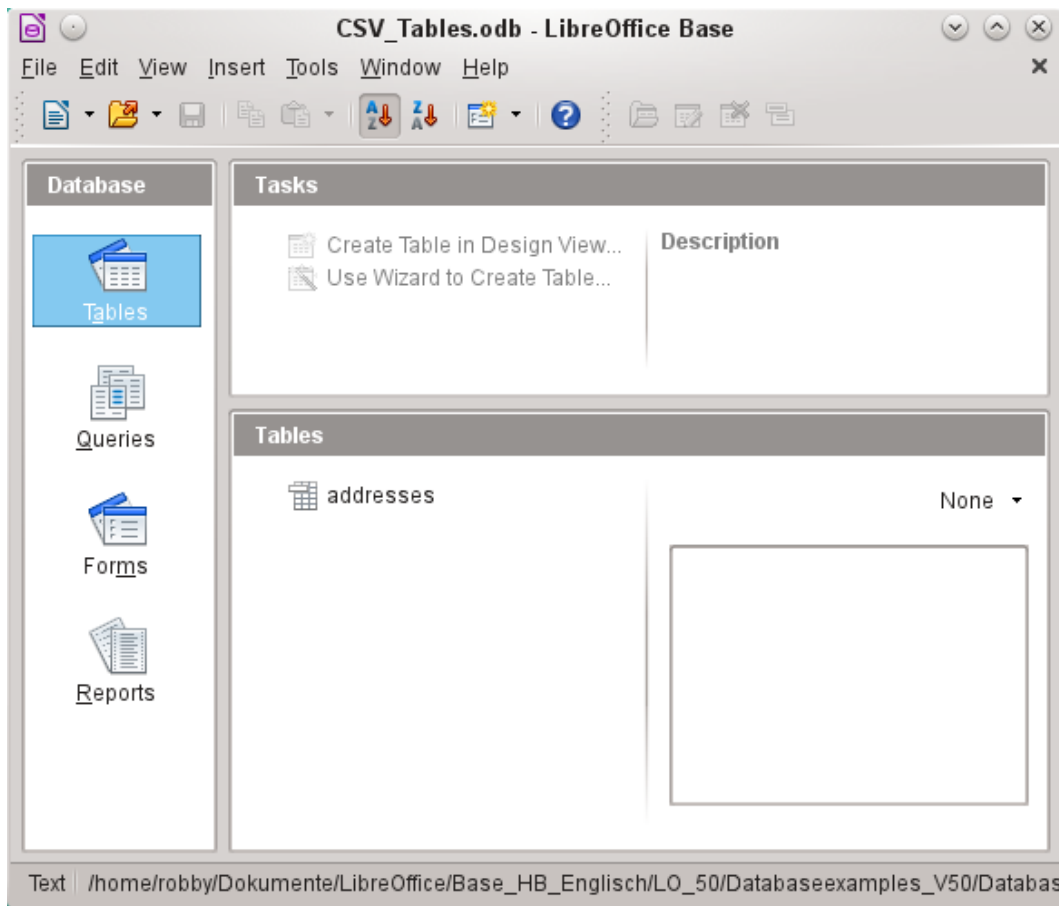 CSV_Tables.odb - LibreOffice Base
File Edit View Insert Tools Window Help
Database
Tables
Queries
Forms
Reports
Tasks
Create Table in Design View...
Use Wizard to Create Table...
Description
Tables
addresses
None
Text /home/robby/Dokumente/LibreOffice/Base_HB_Englisch/LO_50/Databaseexamples_V50/Databas